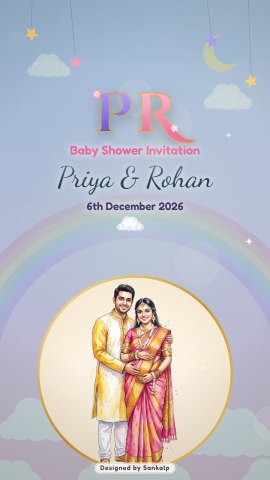 PR
Baby Shower Invitation
Priya & Rohan
6th December 2026
Designed by Sankalp